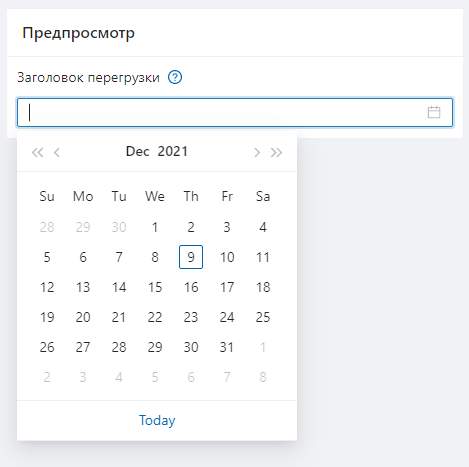 Предпросмотр
Заголовок перегрузки ?
Dec 2021
Su Mo Tu We Th Fr Sa
28 29 30 1 2 3 4
5 6 7 8 9 10 11
12 13 14 15 16 17 18
19 20 21 22 23 24 25
26 27 28 29 30 31 1
2 3 4 5 6 7 8
Today